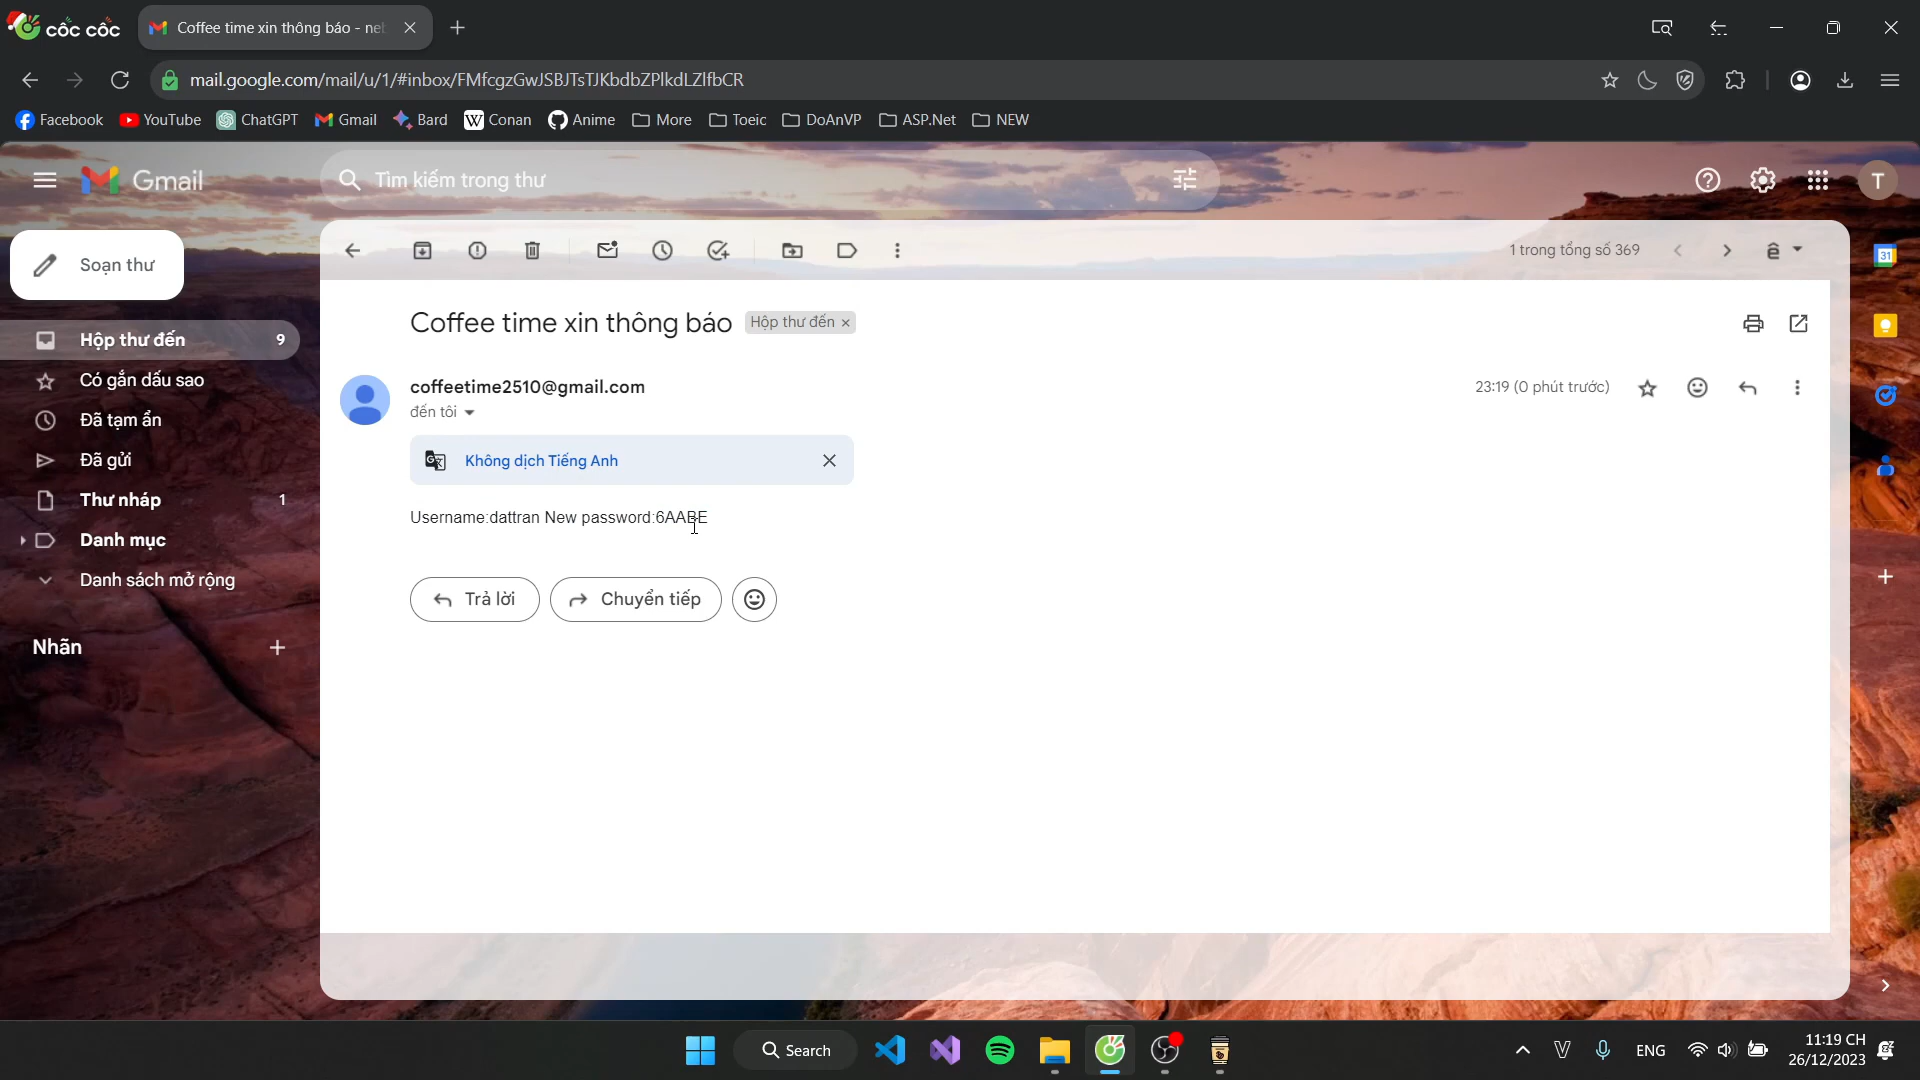 cốc cốc
Coffee time xin thông báo - net
mail.google.com/mail/u/1/#inbox/FMfcgzGwJSBJTsTJKbdbZPlkdLZlfbCR
Facebook YouTube ChatGPT Gmail Bard Conan Anime More Toeic DoAnVP ASP.Net NEW
Gmail
Tìm kiếm trong thư
T
Soạn thư
1 trong tổng số 369
31
Coffee time xin thông báo Hộp thư đến x
Hộp thư đến 9
Có gắn dấu sao
Đã tạm ẩn
Đã gửi
Thư nháp 1
Danh mục
Danh sách mở rộng
Nhãn
coffeetime2510@gmail.com
23:19 (0 phút trước)
đến tôi
Không dịch Tiếng Anh
Username:dattran New password:6AABE
Trả lời
Chuyển tiếp
Search
ENG
11:19 CH
26/12/2023